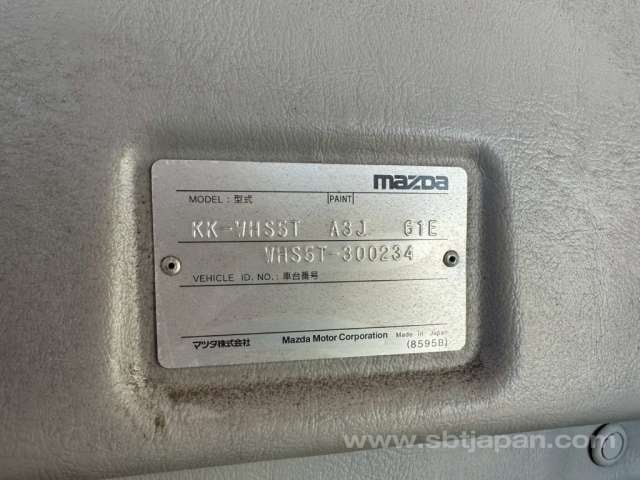 mazda
MODEL : 型式 PAINT
KK-WHS5T A3J G1E
WHS5T-300234
VEHICLE ID. NO. : 車台番号
マツダ株式会社 Mazda Motor Corporation Made in Japan
(8595B)
www.sbtjapan.com